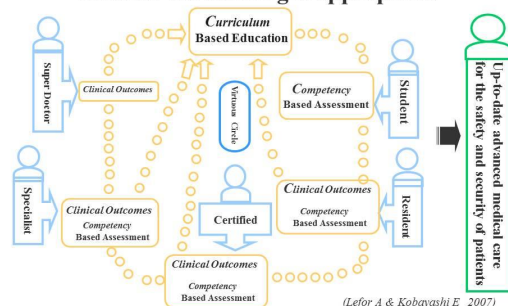 Curriculum
Based Education
Super Doctor
Clinical Outcomes
Virtuous Circle
Competency
Based Assessment
Student
Up-to-date advanced medical care
for the safety and security of patients
Specialist
Clinical Outcomes
Competency
Based Assessment
Certified
Clinical Outcomes
Competency
Based Assessment
Resident
Clinical Outcomes
Competency
Based Assessment
(Lefor A & Kobayashi E 2007)